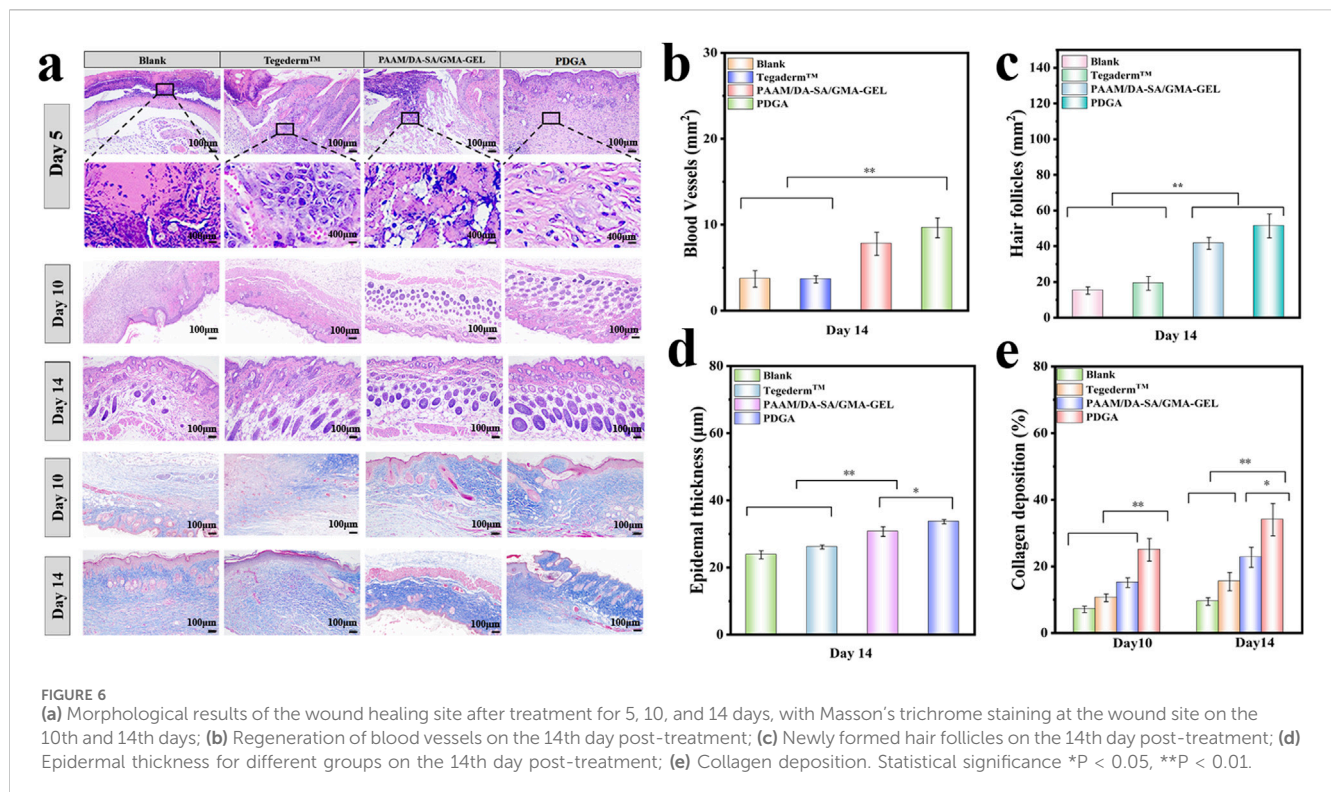 a
Blank
Tegederm™
PAAM/DA-SA/GMA-GEL
PDGA
Day 5
100μm
100μm
100μm
100μm
400μm
400μm
400μm
400μm
Day 10
100μm
100μm
100μm
100μm
Day 14
100μm
100μm
100μm
100μm
Day 10
100μm
100μm
100μm
100μm
Day 14
100μm
100μm
100μm
100μm
b
Blank
Tegaderm™
PAAM/DA-SA/GMA-GEL
PDGA
Blood Vessels (mm²)
30
20
10
0
**
Day 14
c
Blank
Tegaderm™
PAAM/DA-SA/GMA-GEL
PDGA
Hair follicles (mm²)
140
120
100
80
60
40
20
0
**
Day 14
d
Blank
Tegederm™
PAAM/DA-SA/GMA-GEL
PDGA
Epidemal thickness (μm)
80
60
40
20
0
**
*
Day 14
e
Blank
Tegederm™
PAAM/DA-SA/GMA-GEL
PDGA
Collagen deposition (%)
80
60
40
20
0
**
**
*
Day10
Day14
FIGURE 6
(a) Morphological results of the wound healing site after treatment for 5, 10, and 14 days, with Masson's trichrome staining at the wound site on the
10th and 14th days; (b) Regeneration of blood vessels on the 14th day post-treatment; (c) Newly formed hair follicles on the 14th day post-treatment; (d)
Epidermal thickness for different groups on the 14th day post-treatment; (e) Collagen deposition. Statistical significance *P < 0.05, **P < 0.01.